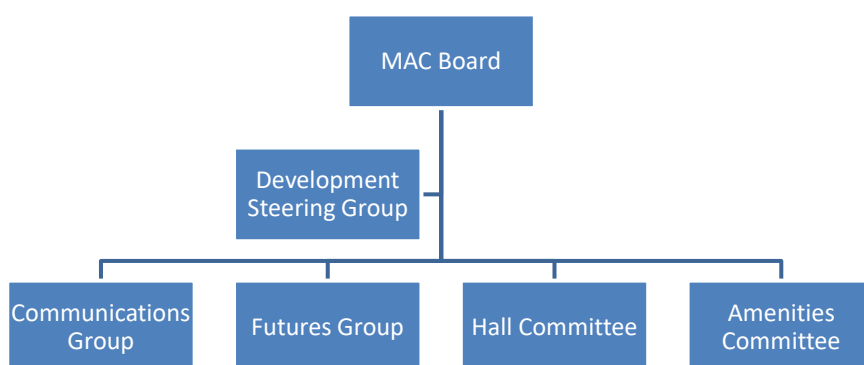 MAC Board
Development
Steering Group
Communications
Group
Futures Group
Hall Committee
Amenities
Committee